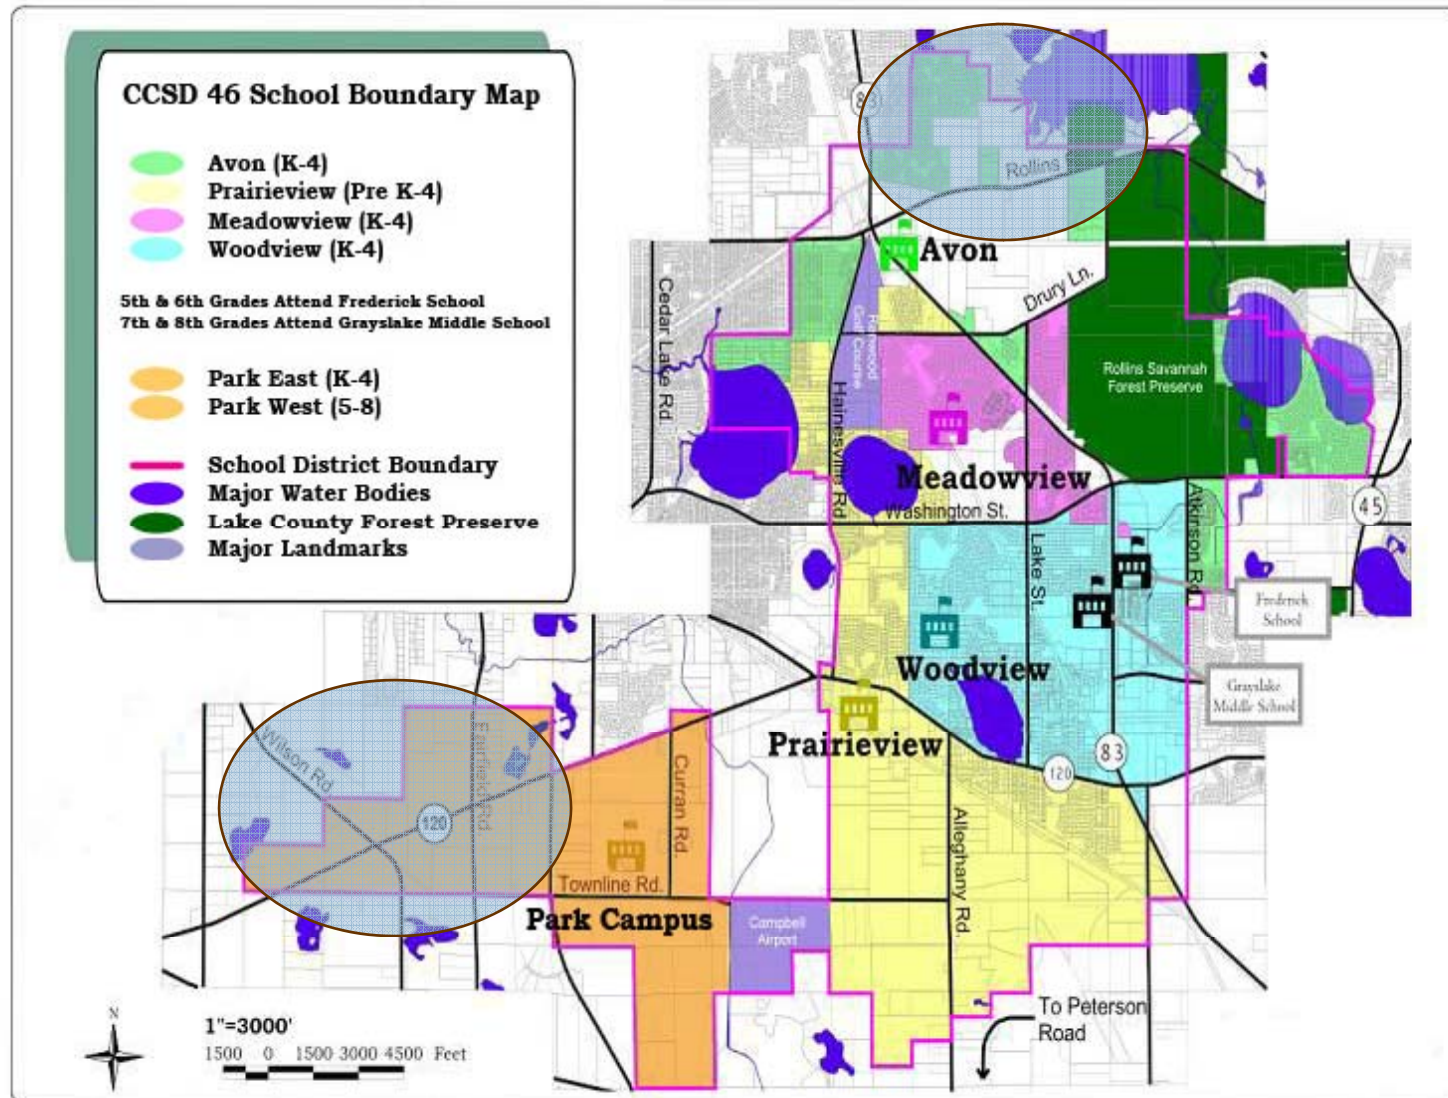 CCSD 46 School Boundary Map
Avon (K-4)
Prairieview (Pre K-4)
Meadowview (K-4)
Woodview (K-4)
5th & 6th Grades Attend Frederick School
7th & 8th Grades Attend Grayslake Middle School
Park East (K-4)
Park West (5-8)
School District Boundary
Major Water Bodies
Lake County Forest Preserve
Major Landmarks
83
Rollins
Avon
Drury Ln.
Cedar Lake Rd.
Golf Course
Rollins Savannah
Forest Preserve
Hainesville Rd
Meadowview
Washington St.
Atkinson Rd.
45
Lake St.
Frederick
School
Woodview
Grayslake
Middle School
Prairieview
83
120
Wilson Rd
Fairfield Rd
120
Curran Rd.
Alleghany Rd.
Townline Rd.
Park Campus
Campbell
Airport
To Peterson
Road
N
1"=3000'
1500 0 1500 3000 4500 Feet